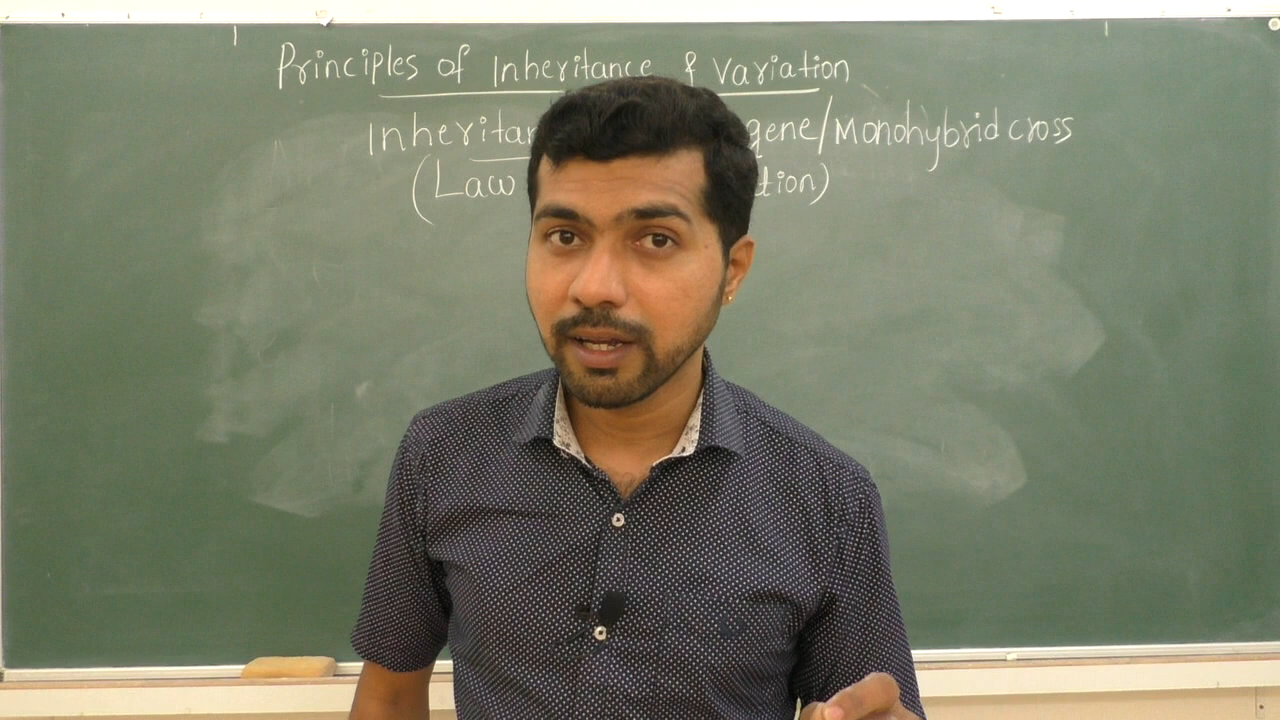 Principles of Inheritance & variation
Inheritan gene/Monohybrid cross
(Law tion)